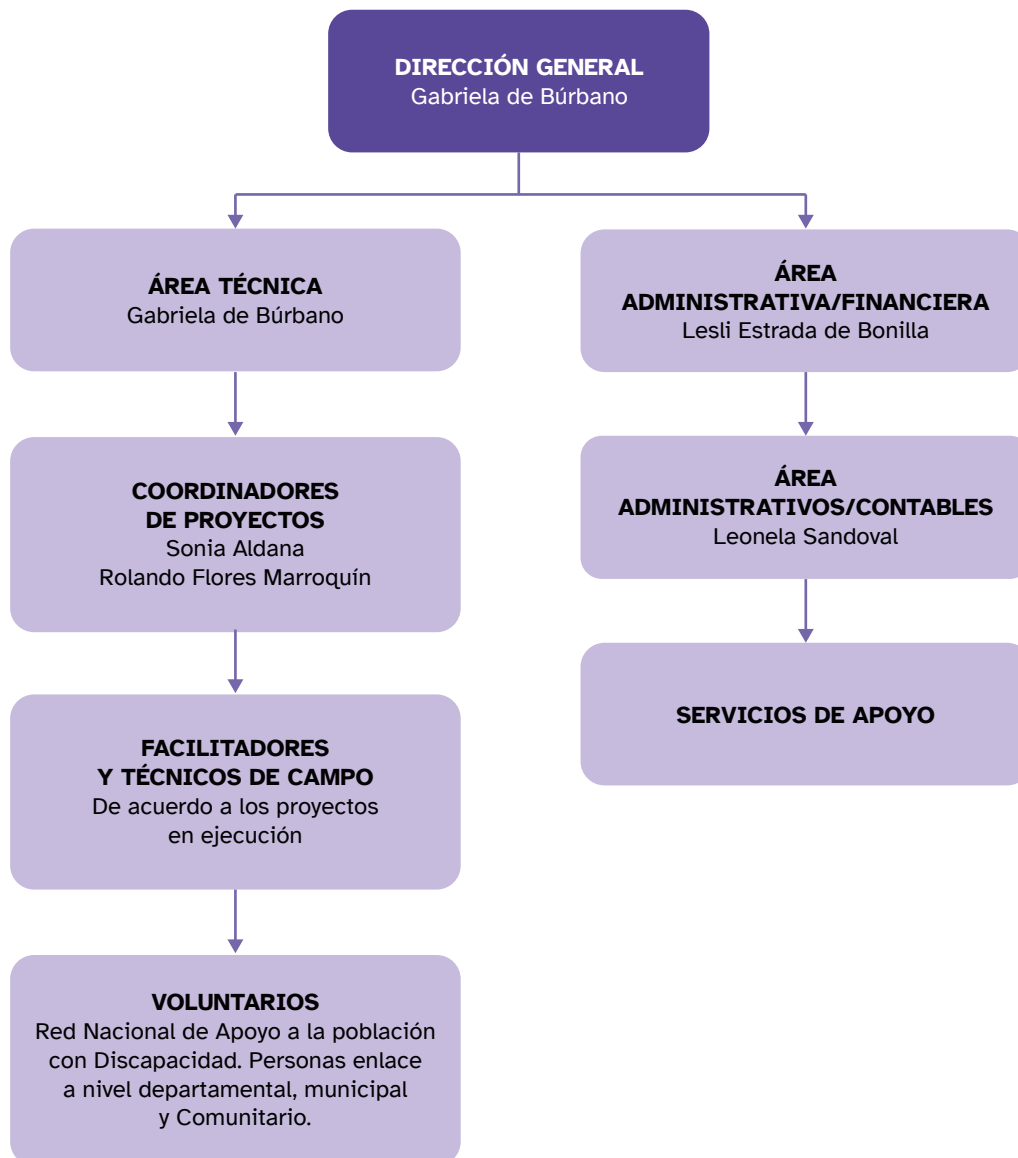 DIRECCIÓN GENERAL
Gabriela de Búrbano
ÁREA TÉCNICA
Gabriela de Búrbano
COORDINADORES
DE PROYECTOS
Sonia Aldana
Rolando Flores Marroquín
FACILITADORES
Y TÉCNICOS DE CAMPO
De acuerdo a los proyectos
en ejecución
VOLUNTARIOS
Red Nacional de Apoyo a la población
con Discapacidad. Personas enlace
a nivel departamental, municipal
y Comunitario.
ÁREA
ADMINISTRATIVA/FINANCIERA
Lesli Estrada de Bonilla
ÁREA
ADMINISTRATIVOS/CONTABLES
Leonela Sandoval
SERVICIOS DE APOYO